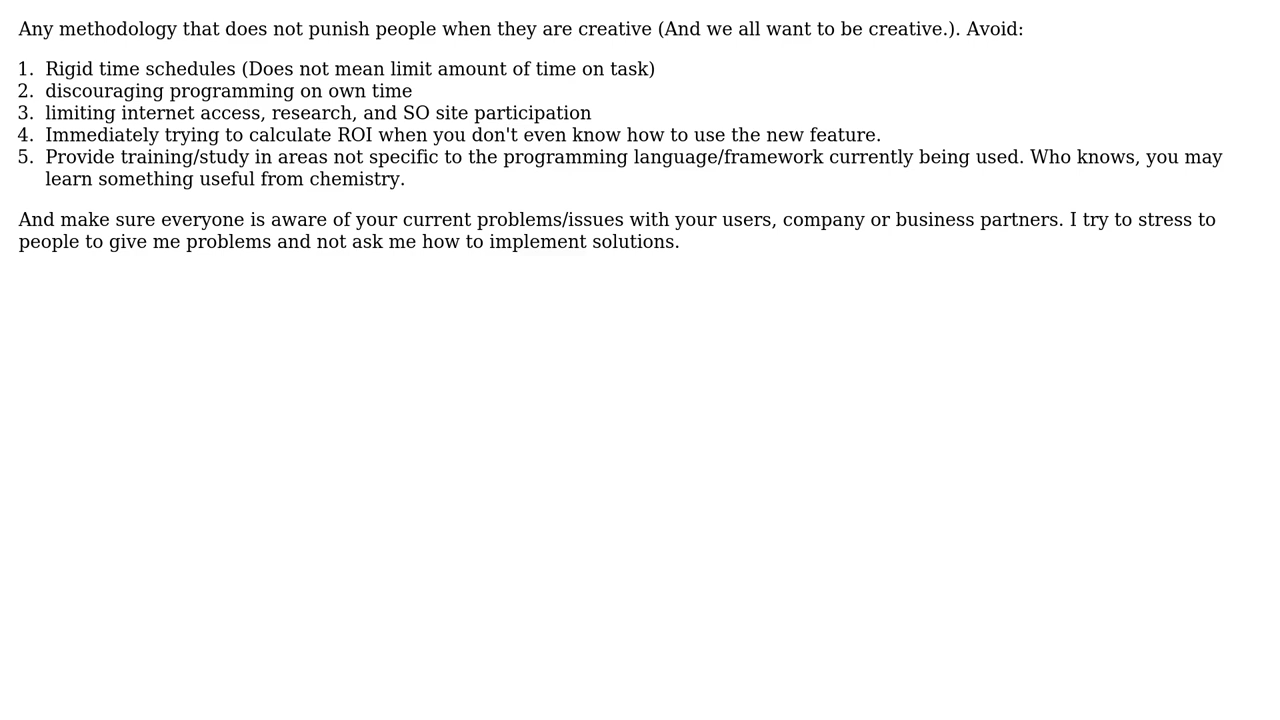 Any methodology that does not punish people when they are creative (And we all want to be creative.). Avoid:
1. Rigid time schedules (Does not mean limit amount of time on task)
2. discouraging programming on own time
3. limiting internet access, research, and SO site participation
4. Immediately trying to calculate ROI when you don't even know how to use the new feature.
5. Provide training/study in areas not specific to the programming language/framework currently being used. Who knows, you may
learn something useful from chemistry.
And make sure everyone is aware of your current problems/issues with your users, company or business partners. I try to stress to
people to give me problems and not ask me how to implement solutions.